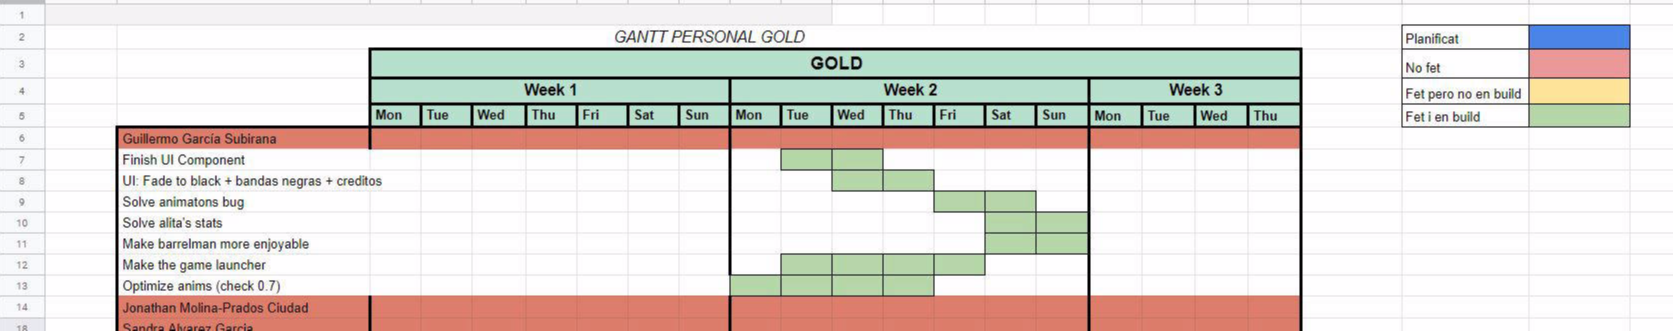 1
2 GANTT PERSONAL GOLD Planificat
3 GOLD No fet
4 Week 1 Week 2 Week 3 Fet pero no en build
5 Mon Tue Wed Thu Fri Sat Sun Mon Tue Wed Thu Fri Sat Sun Mon Tue Wed Thu Fet i en build
6 Guillermo García Subirana
7 Finish UI Component
8 UI: Fade to black + bandas negras + creditos
9 Solve animatons bug
10 Solve alita's stats
11 Make barrelman more enjoyable
12 Make the game launcher
13 Optimize anims (check 0.7)
14 Jonathan Molina-Prados Ciudad
18 Sandra Alvarez Garcia